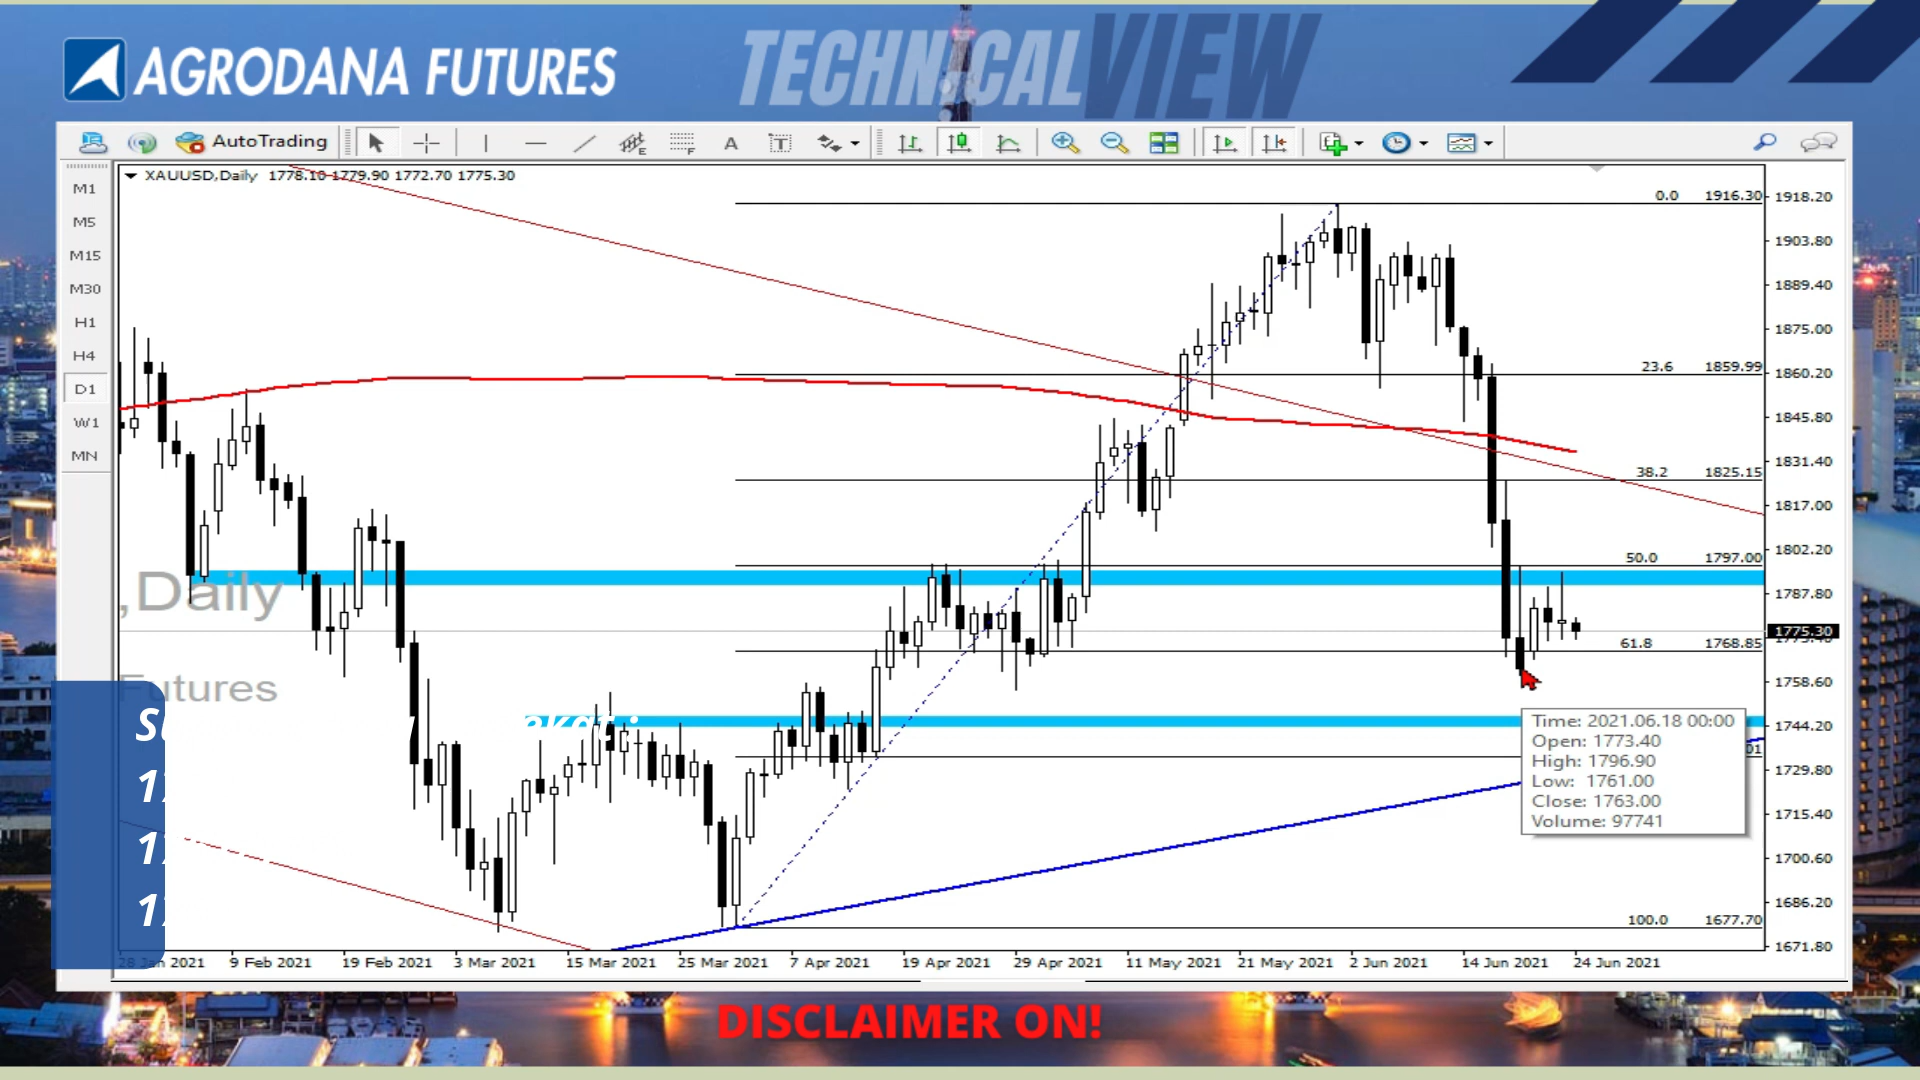 AGRODANA FUTURES
TECHNICAL VIEW
AutoTrading
A
T
E
F
M1
M5
M15
M30
H1
H4
D1
W1
MN
XAUUSD,Daily 1778.10 1779.90 1772.70 1775.30
0.0 1916.30
23.6 1859.99
38.2 1825.15
50.0 1797.00
61.8 1768.85
100.0 1677.70
1918.20
1903.80
1889.40
1875.00
1860.20
1845.80
1831.40
1817.00
1802.20
1787.80
1775.30
1758.60
1744.20
1729.80
1715.40
1700.60
1686.20
1671.80
,Daily
Futures
Time: 2021.06.18 00:00
Open: 1773.40
High: 1796.90
Low: 1761.00
Close: 1763.00
Volume: 97741
28 Jan 2021 9 Feb 2021 19 Feb 2021 3 Mar 2021 15 Mar 2021 25 Mar 2021 7 Apr 2021 19 Apr 2021 29 Apr 2021 11 May 2021 21 May 2021 2 Jun 2021 14 Jun 2021 24 Jun 2021
DISCLAIMER ON!